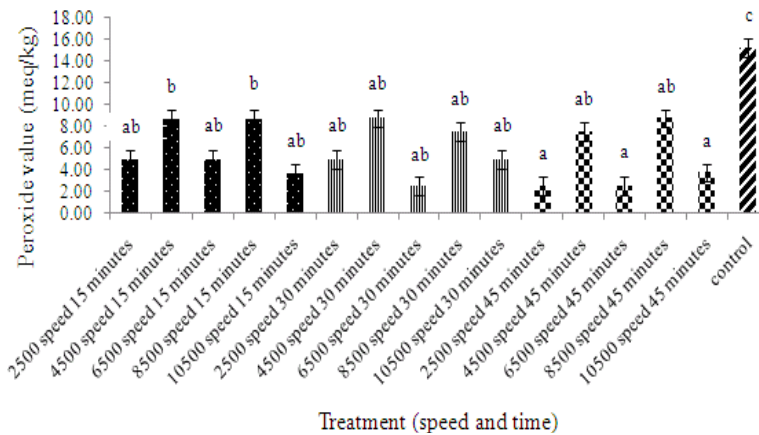 Peroxide value (meq/kg)
18.00
16.00
14.00
12.00
10.00
8.00
6.00
4.00
2.00
0.00
ab
b
ab
b
ab
ab
ab
ab
ab
ab
a
ab
a
ab
a
c
2500 speed 15 minutes
4500 speed 15 minutes
6500 speed 15 minutes
8500 speed 15 minutes
10500 speed 15 minutes
2500 speed 30 minutes
4500 speed 30 minutes
6500 speed 30 minutes
8500 speed 30 minutes
10500 speed 30 minutes
2500 speed 45 minutes
4500 speed 45 minutes
6500 speed 45 minutes
8500 speed 45 minutes
10500 speed 45 minutes
control
Treatment (speed and time)